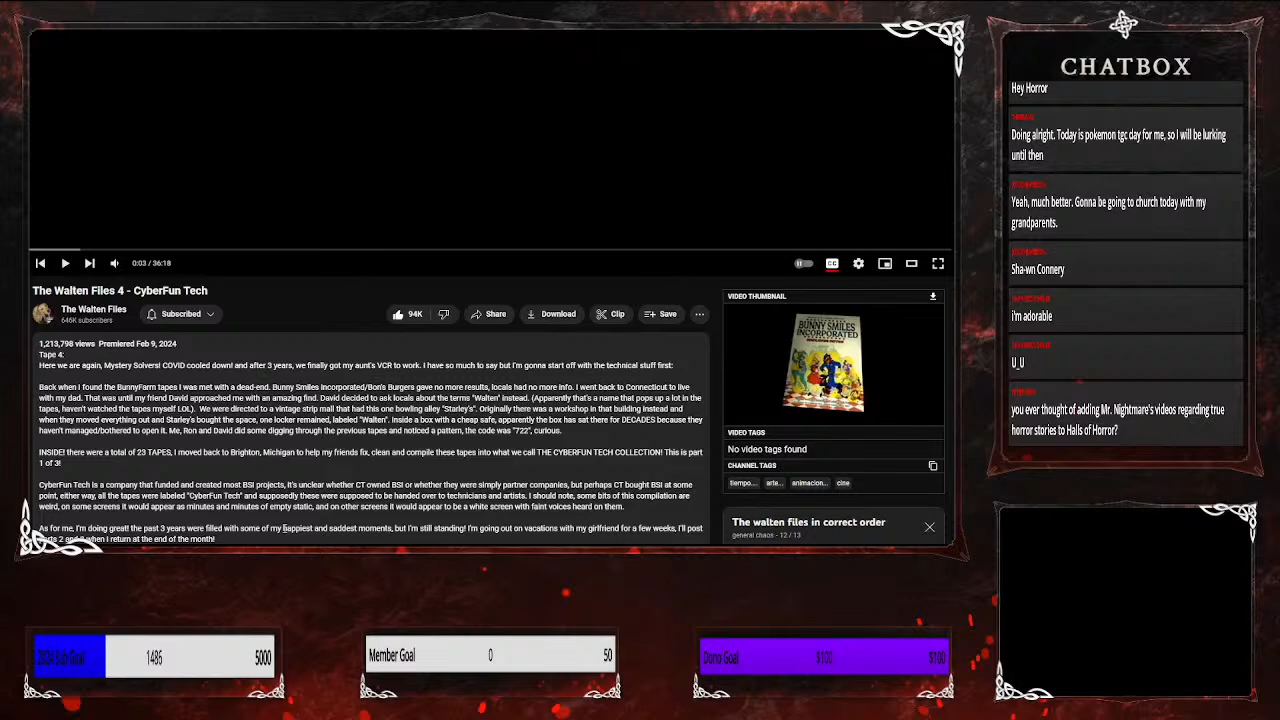 0:03 / 36:18
CC
The Walten Files 4 - CyberFun Tech
The Walten Files
646K subscribers
Subscribed
94K
Share
Download
Clip
Save
1,213,798 views Premiered Feb 9, 2024
Tape 4:
Here we are again, Mystery Solvers! COVID cooled down! and after 3 years, we finally got my aunt's VCR to work. I have so much to say but I'm gonna start off with the technical stuff first:
Back when I found the BunnyFarm tapes I was met with a dead-end. Bunny Smiles Incorporated/Bon's Burgers gave no more results, locals had no more info. I went back to Connecticut to live
with my dad. That was until my friend David approached me with an amazing find. David decided to ask locals about the terms "Walten" instead. (Apparently that's a name that pops up a lot in the
tapes, haven't watched the tapes myself LOL). We were directed to a vintage strip mall that had this one bowling alley "Starley's". Originally there was a workshop in that building instead and
when they moved everything out and Starley's bought the space, one locker remained, labeled "Walten". Inside a box with a cheap safe, apparently the box has sat there for DECADES because they
haven't managed/bothered to open it. Me, Ron and David did some digging through the previous tapes and noticed a pattern, the code was "722", curious.
INSIDE! there were a total of 23 TAPES, I moved back to Brighton, Michigan to help my friends fix, clean and compile these tapes into what we call THE CYBERFUN TECH COLLECTION! This is part
1 of 3!
CyberFun Tech is a company that funded and created most BSI projects, it's unclear whether CT owned BSI or whether they were simply partner companies, but perhaps CT bought BSI at some
point, either way, all the tapes were labeled "CyberFun Tech" and supposedly these were supposed to be handed over to technicians and artists. I should note, some bits of this compilation are
weird, on some screens it would appear as minutes and minutes of empty static, and on other screens it would appear to be a white screen with faint voices heard on them.
As for me, I'm doing great! the past 3 years were filled with some of my happiest and saddest moments, but I'm still standing! I'm going on vacations with my girlfriend for a few weeks, I'll post
when I return at the end of the month!
VIDEO THUMBNAIL
BUNNY SMILES
INCORPORATED
VIDEO TAGS
No video tags found
CHANNEL TAGS
tiempo...
arte...
animacion...
cine
The walten files in correct order
general chaos - 12 / 13
CHATBOX
Hey Horror
Doing alright. Today is pokemon tgc day for me, so I will be lurking
until then
Yeah, much better. Gonna be going to church today with my
grandparents.
Sha-wn Connery
i'm adorable
U_U
you ever thought of adding Mr. Nightmare's videos regarding true
horror stories to Halls of Horror?
2024 Sub Goal
1486
5000
Member Goal
0
50
Dono Goal
$100
$100